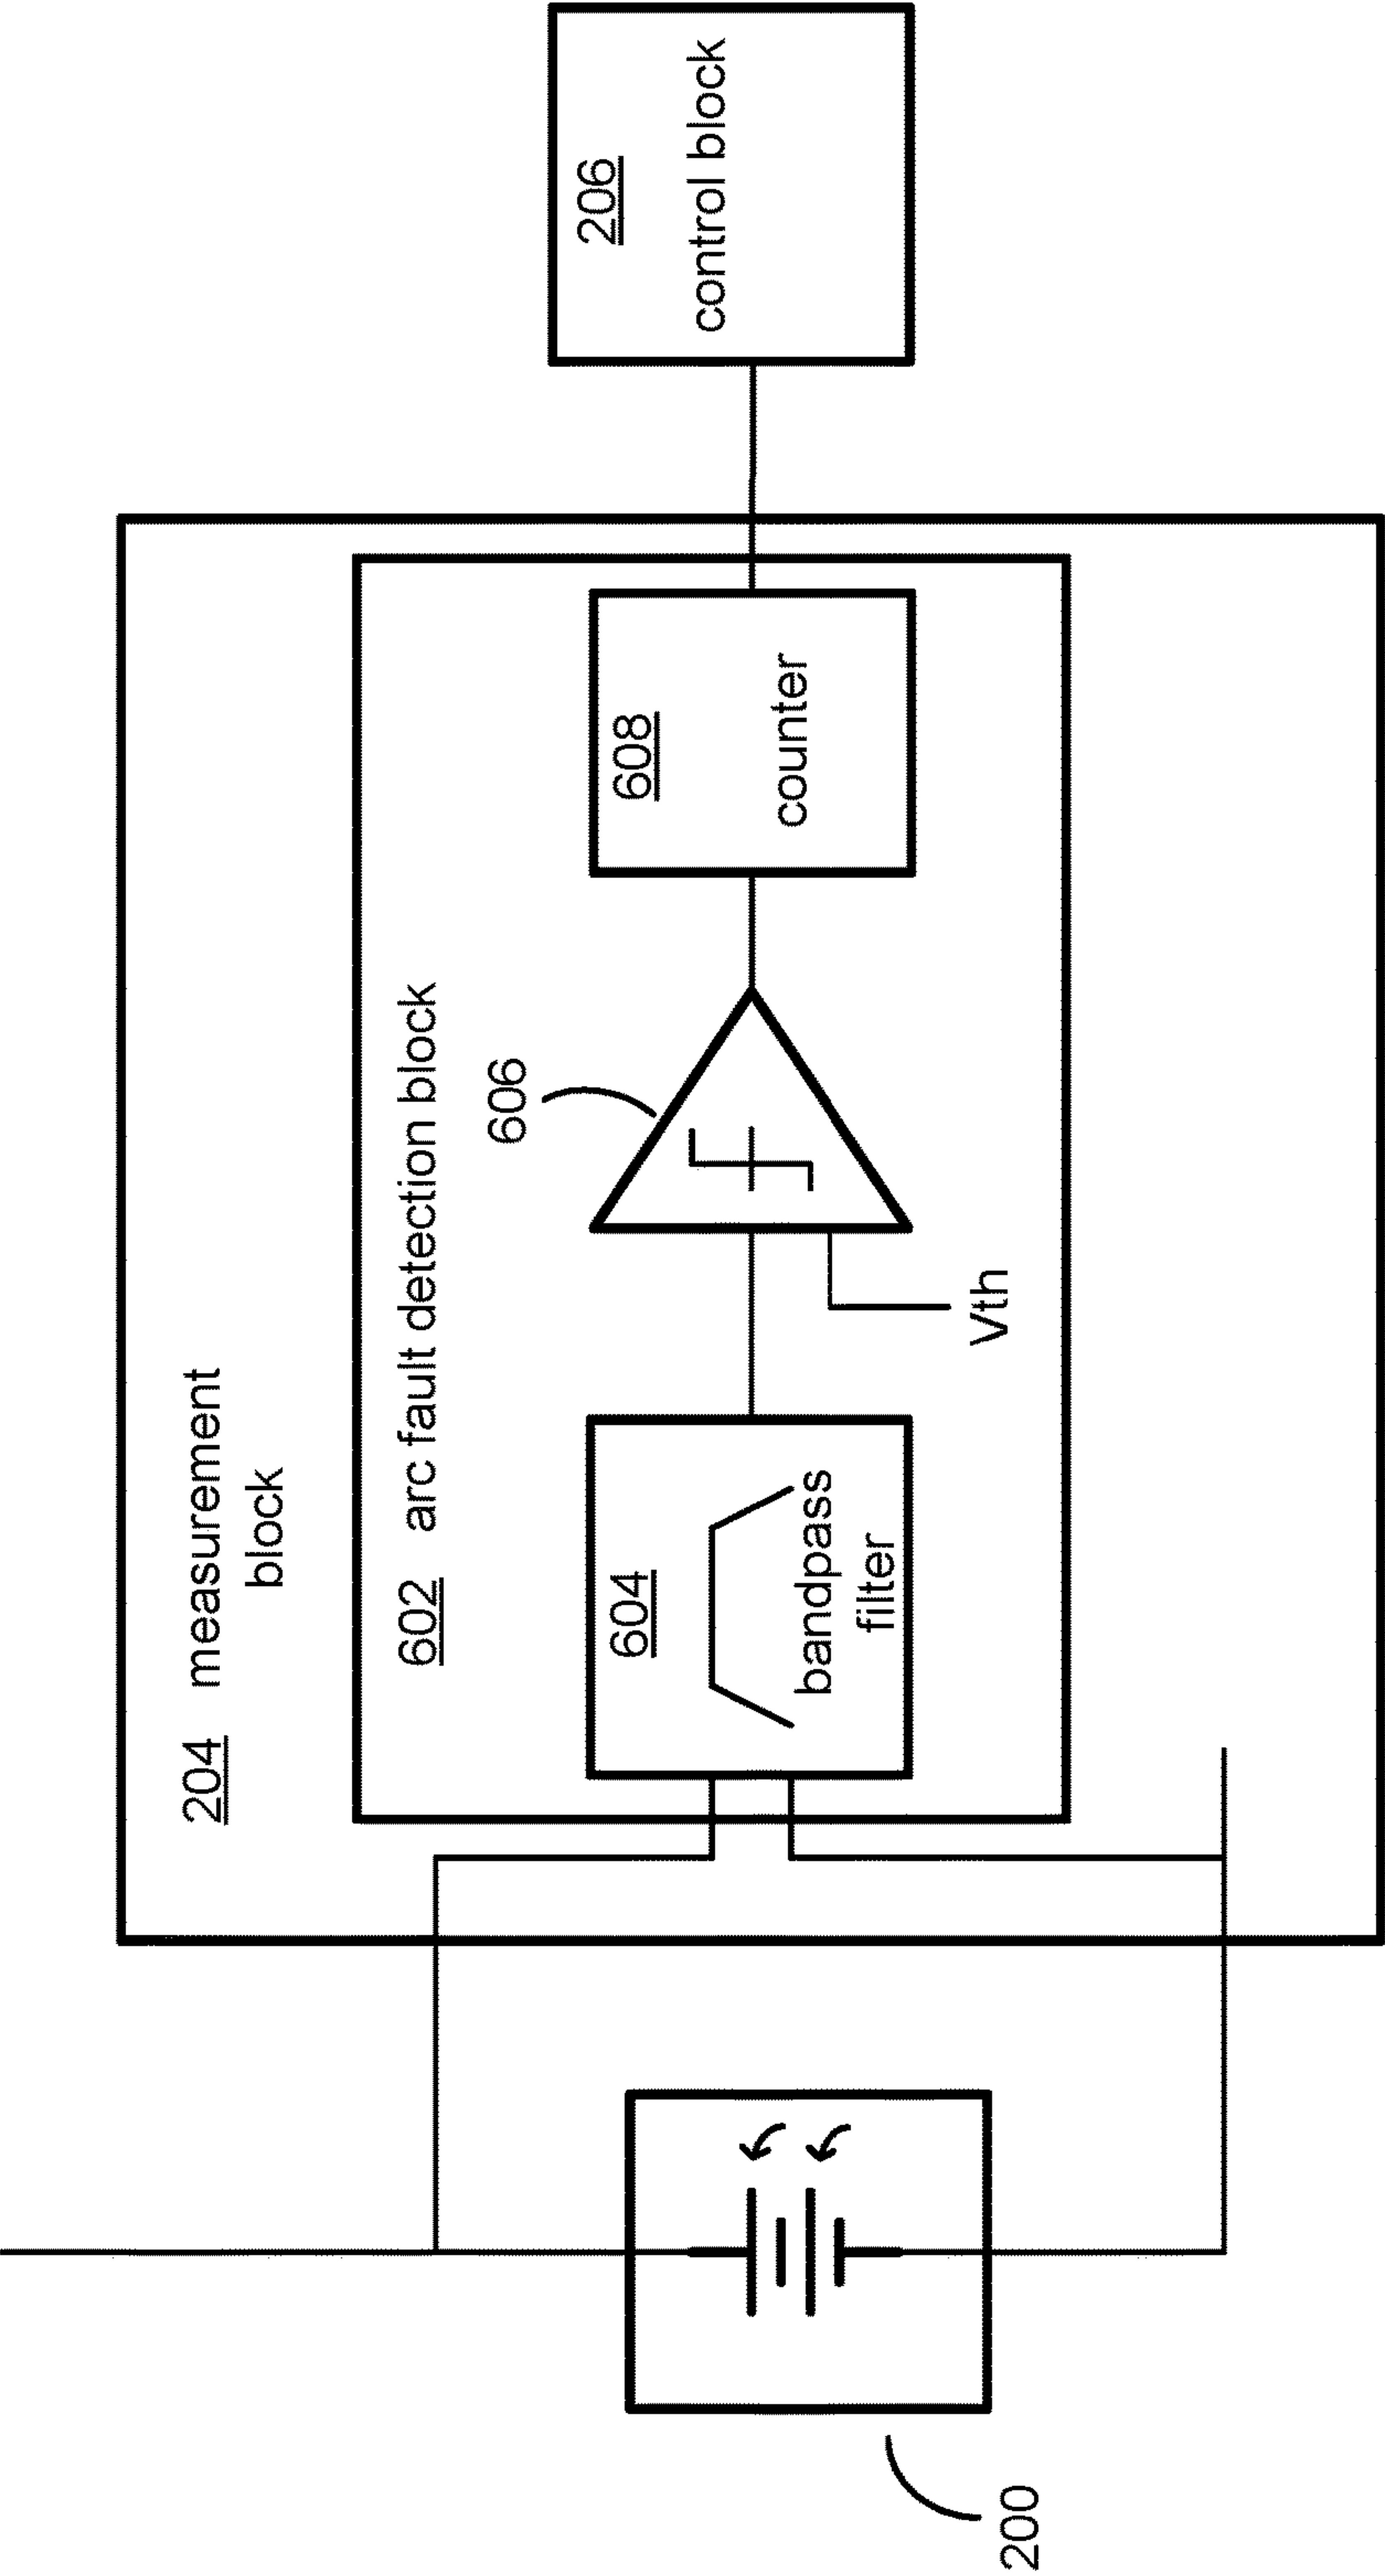 204 measurement
block
602 arc fault detection block
606
604
bandpass
filter
Vth
608
counter
206
control block
200